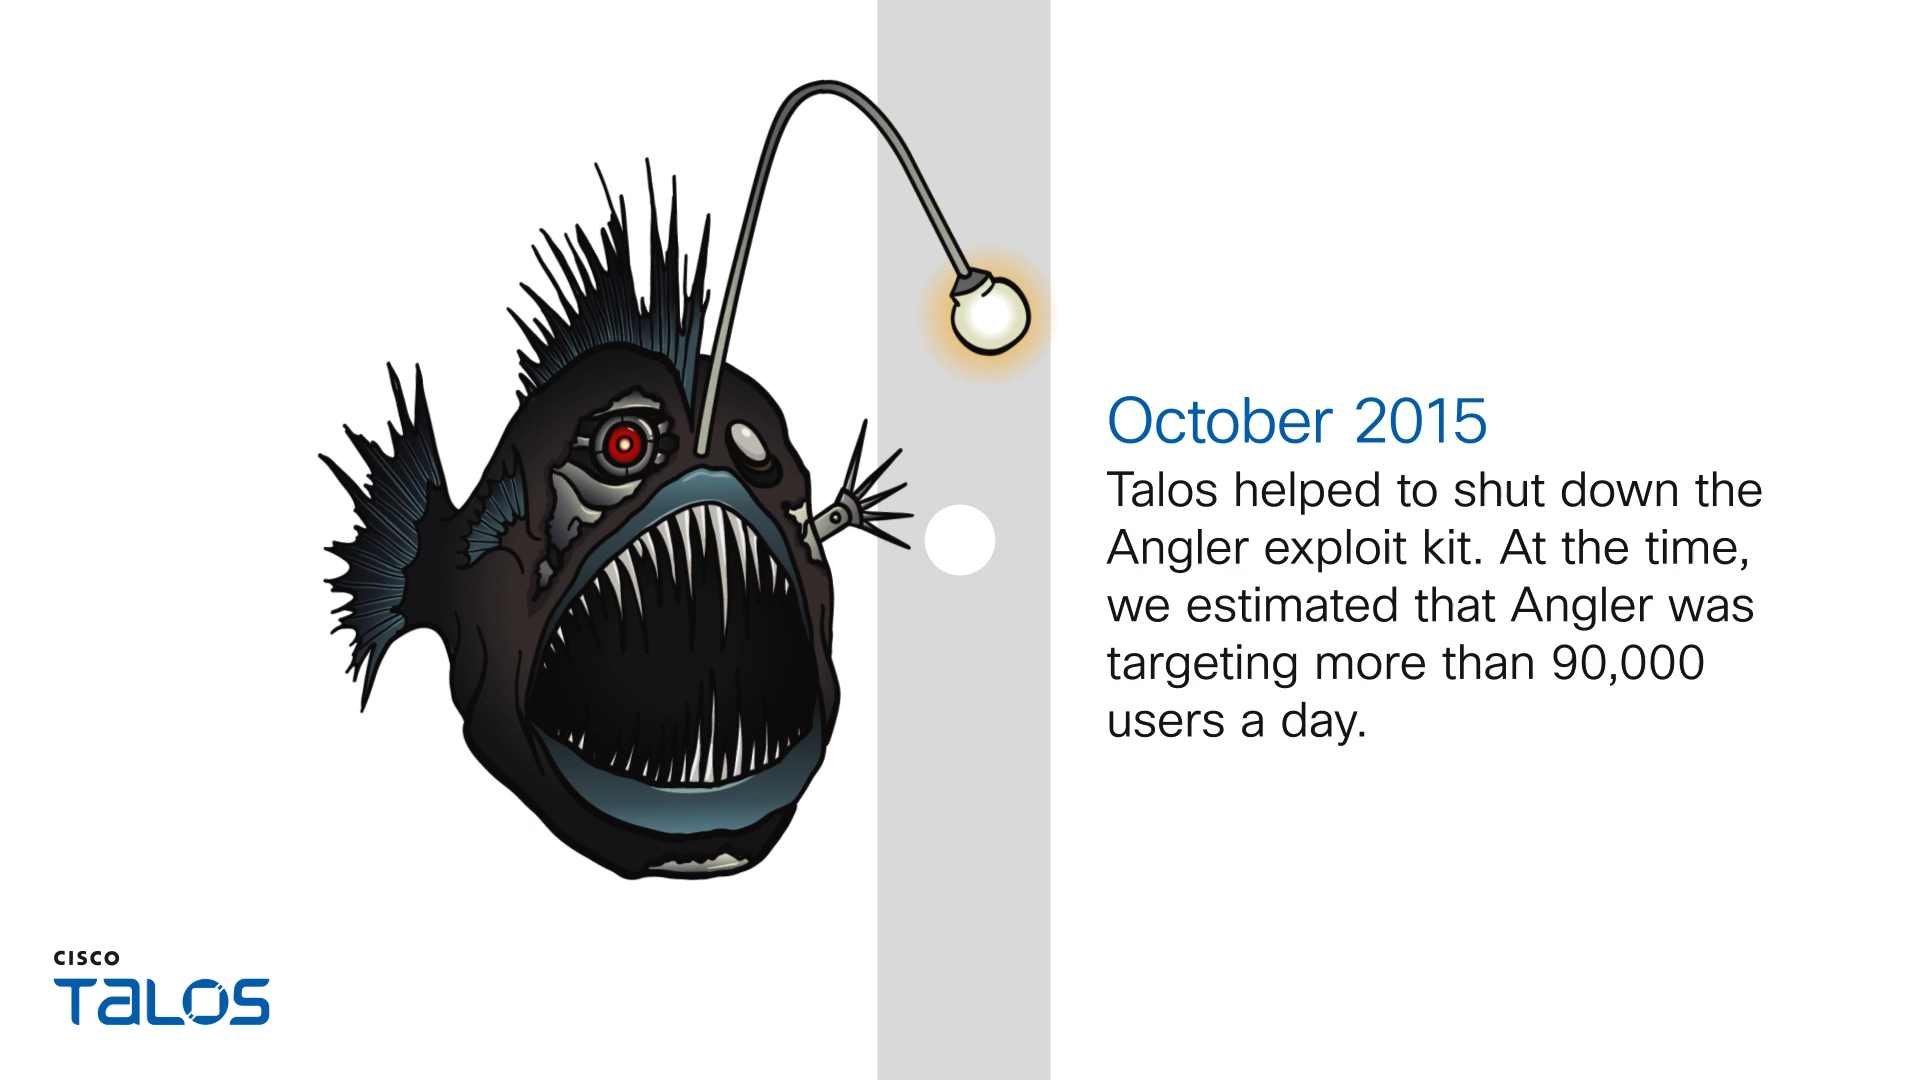 October 2015
Talos helped to shut down the
Angler exploit kit. At the time,
we estimated that Angler was
targeting more than 90,000
users a day.
CISCO
TALOS